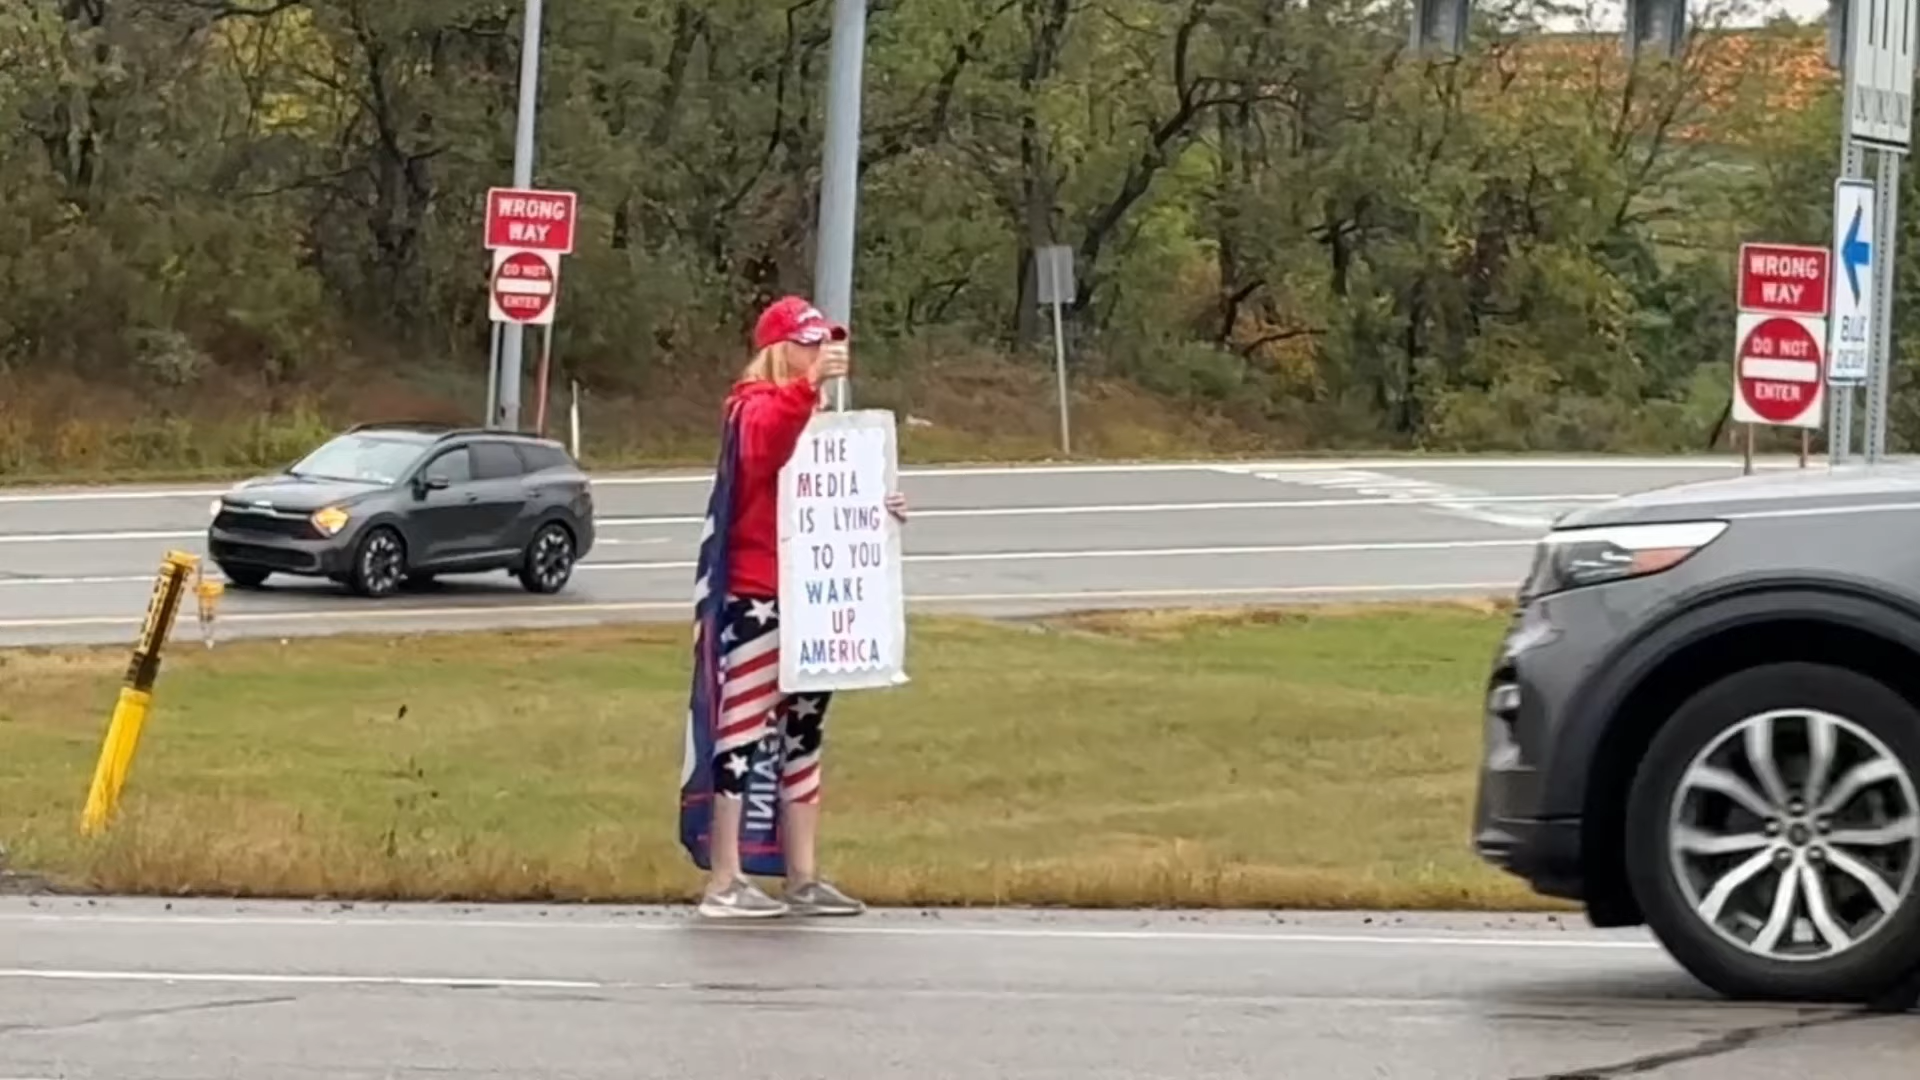 WRONG
WAY
DO NOT
ENTER
THE
MEDIA
IS LYING
TO YOU
WAKE
UP
AMERICA
WRONG
WAY
DO NOT
ENTER